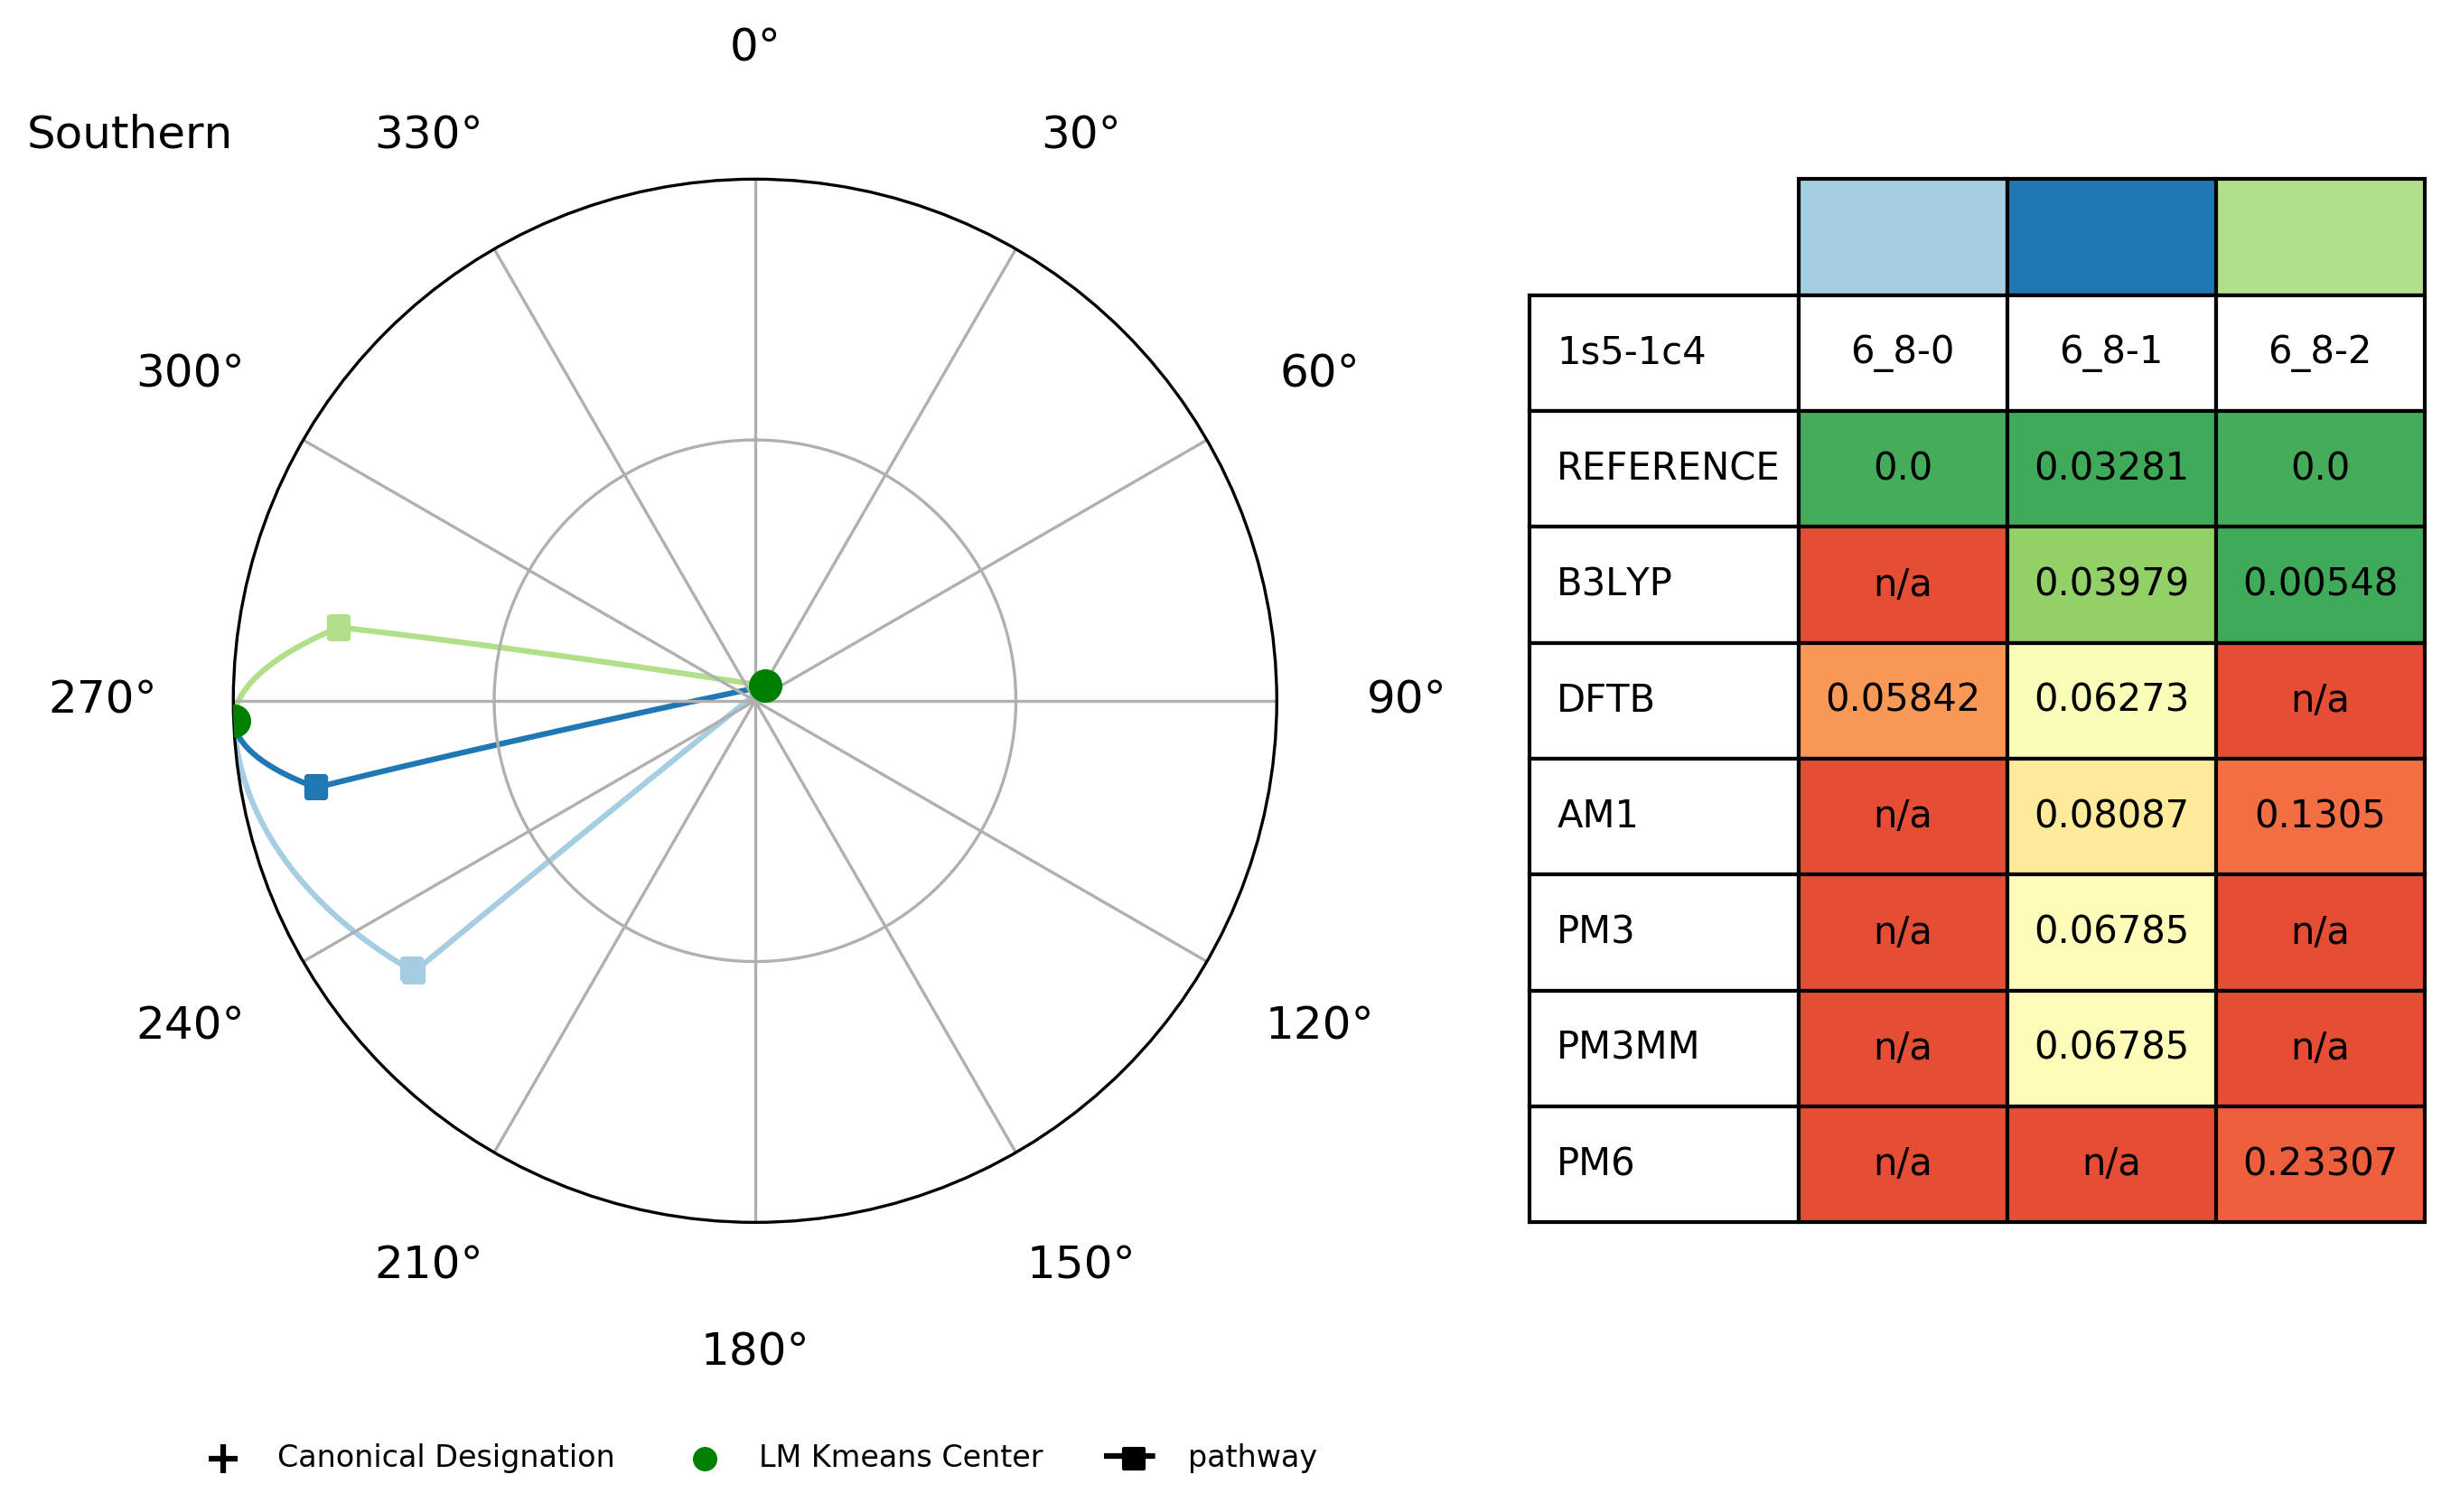 0°
Southern
330°
30°
300°
60°
270°
90°
240°
120°
210°
150°
180°
1s5-1c4 6_8-0 6_8-1 6_8-2
REFERENCE 0.0 0.03281 0.0
B3LYP n/a 0.03979 0.00548
DFTB 0.05842 0.06273 n/a
AM1 n/a 0.08087 0.1305
PM3 n/a 0.06785 n/a
PM3MM n/a 0.06785 n/a
PM6 n/a n/a 0.23307
Canonical Designation
LM Kmeans Center
pathway